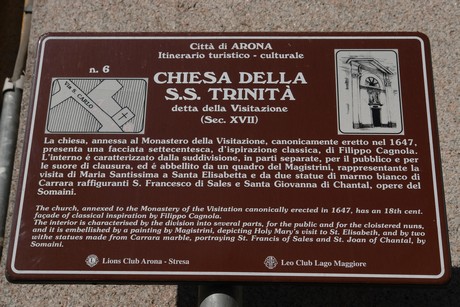 Città di ARONA
Itinerario turistico - culturale
n. 6
CHIESA DELLA
S.S. TRINITÀ
detta della Visitazione
(Sec. XVII)
VIA S. CARLO
La chiesa, annessa al Monastero della Visitazione, canonicamente eretto nel 1647,
presenta una facciata settecentesca, d'ispirazione classica, di Filippo Cagnola.
L'interno è caratterizzato dalla suddivisione, in parti separate, per il pubblico e per
le suore di clausura, ed è abbellito da un quadro del Magistrini, rappresentante la
visita di Maria Santissima a Santa Elisabetta e da due statue di marmo bianco di
Carrara raffiguranti S. Francesco di Sales e Santa Giovanna di Chantal, opere del
Somaini.
The church, annexed to the Monastery of the Visitation canonically erected in 1647, has an 18th cent.
façade of classical inspiration by Filippo Cagnola.
The interior is characterised by the division into several parts, for the public and for the cloistered nuns,
and it is embellished by a painting by Magistrini, depicting Holy Mary's visit to St. Elisabeth, and by two
withe statues made from Carrara marble, portraying St. Francis of Sales and St. Joan of Chantal, by
Somaini.
Lions Club Arona - Stresa
Leo Club Lago Maggiore